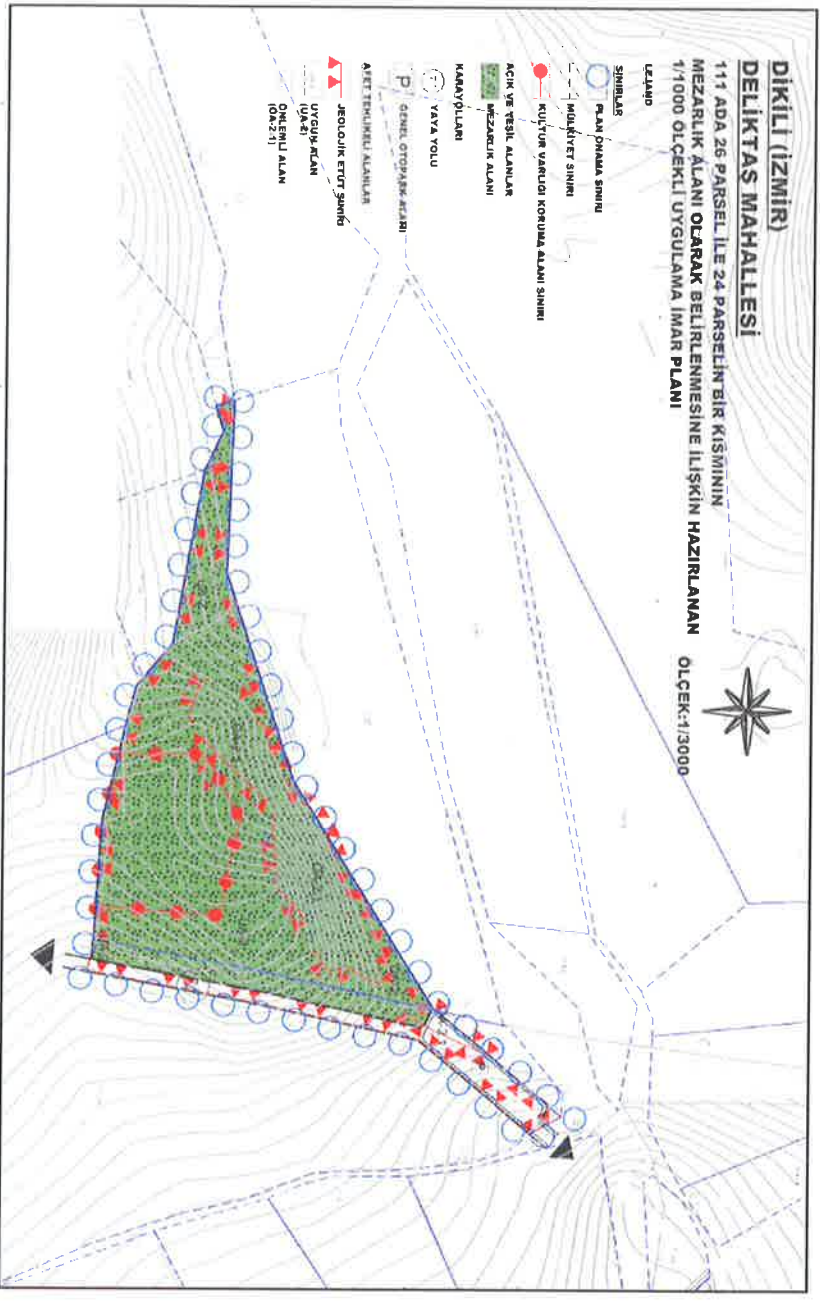 DİKİLİ (İZMİR)
DELİKTAŞ MAHALLESİ
111 ADA 26 PARSEL İLE 24 PARSELİN BİR KISMININ
MEZARLIK ALANI OLARAK BELİRLENMESİNE İLİŞKİN HAZIRLANAN
1/1000 ÖLÇEKLİ UYGULAMA İMAR PLANI
ÖLÇEK:1/3000
LEJAND
SINIRLAR
PLAN ONAMA SINIRI
MÜLKİYET SINIRI
KÜLTÜR VARLIĞI KORUMA ALANI SINIRI
AÇIK VE YEŞİL ALANLAR
MEZARLIK ALANI
KARAYOLLARI
YAYA YOLU
P GENEL OTOPARK ALANI
AFET TEHLİKELİ ALANLAR
JEOLOJİK ETÜT SINIRI
UYGUN ALAN
(UA-2)
ÖNLEMLİ ALAN
(ÖA-2-1)